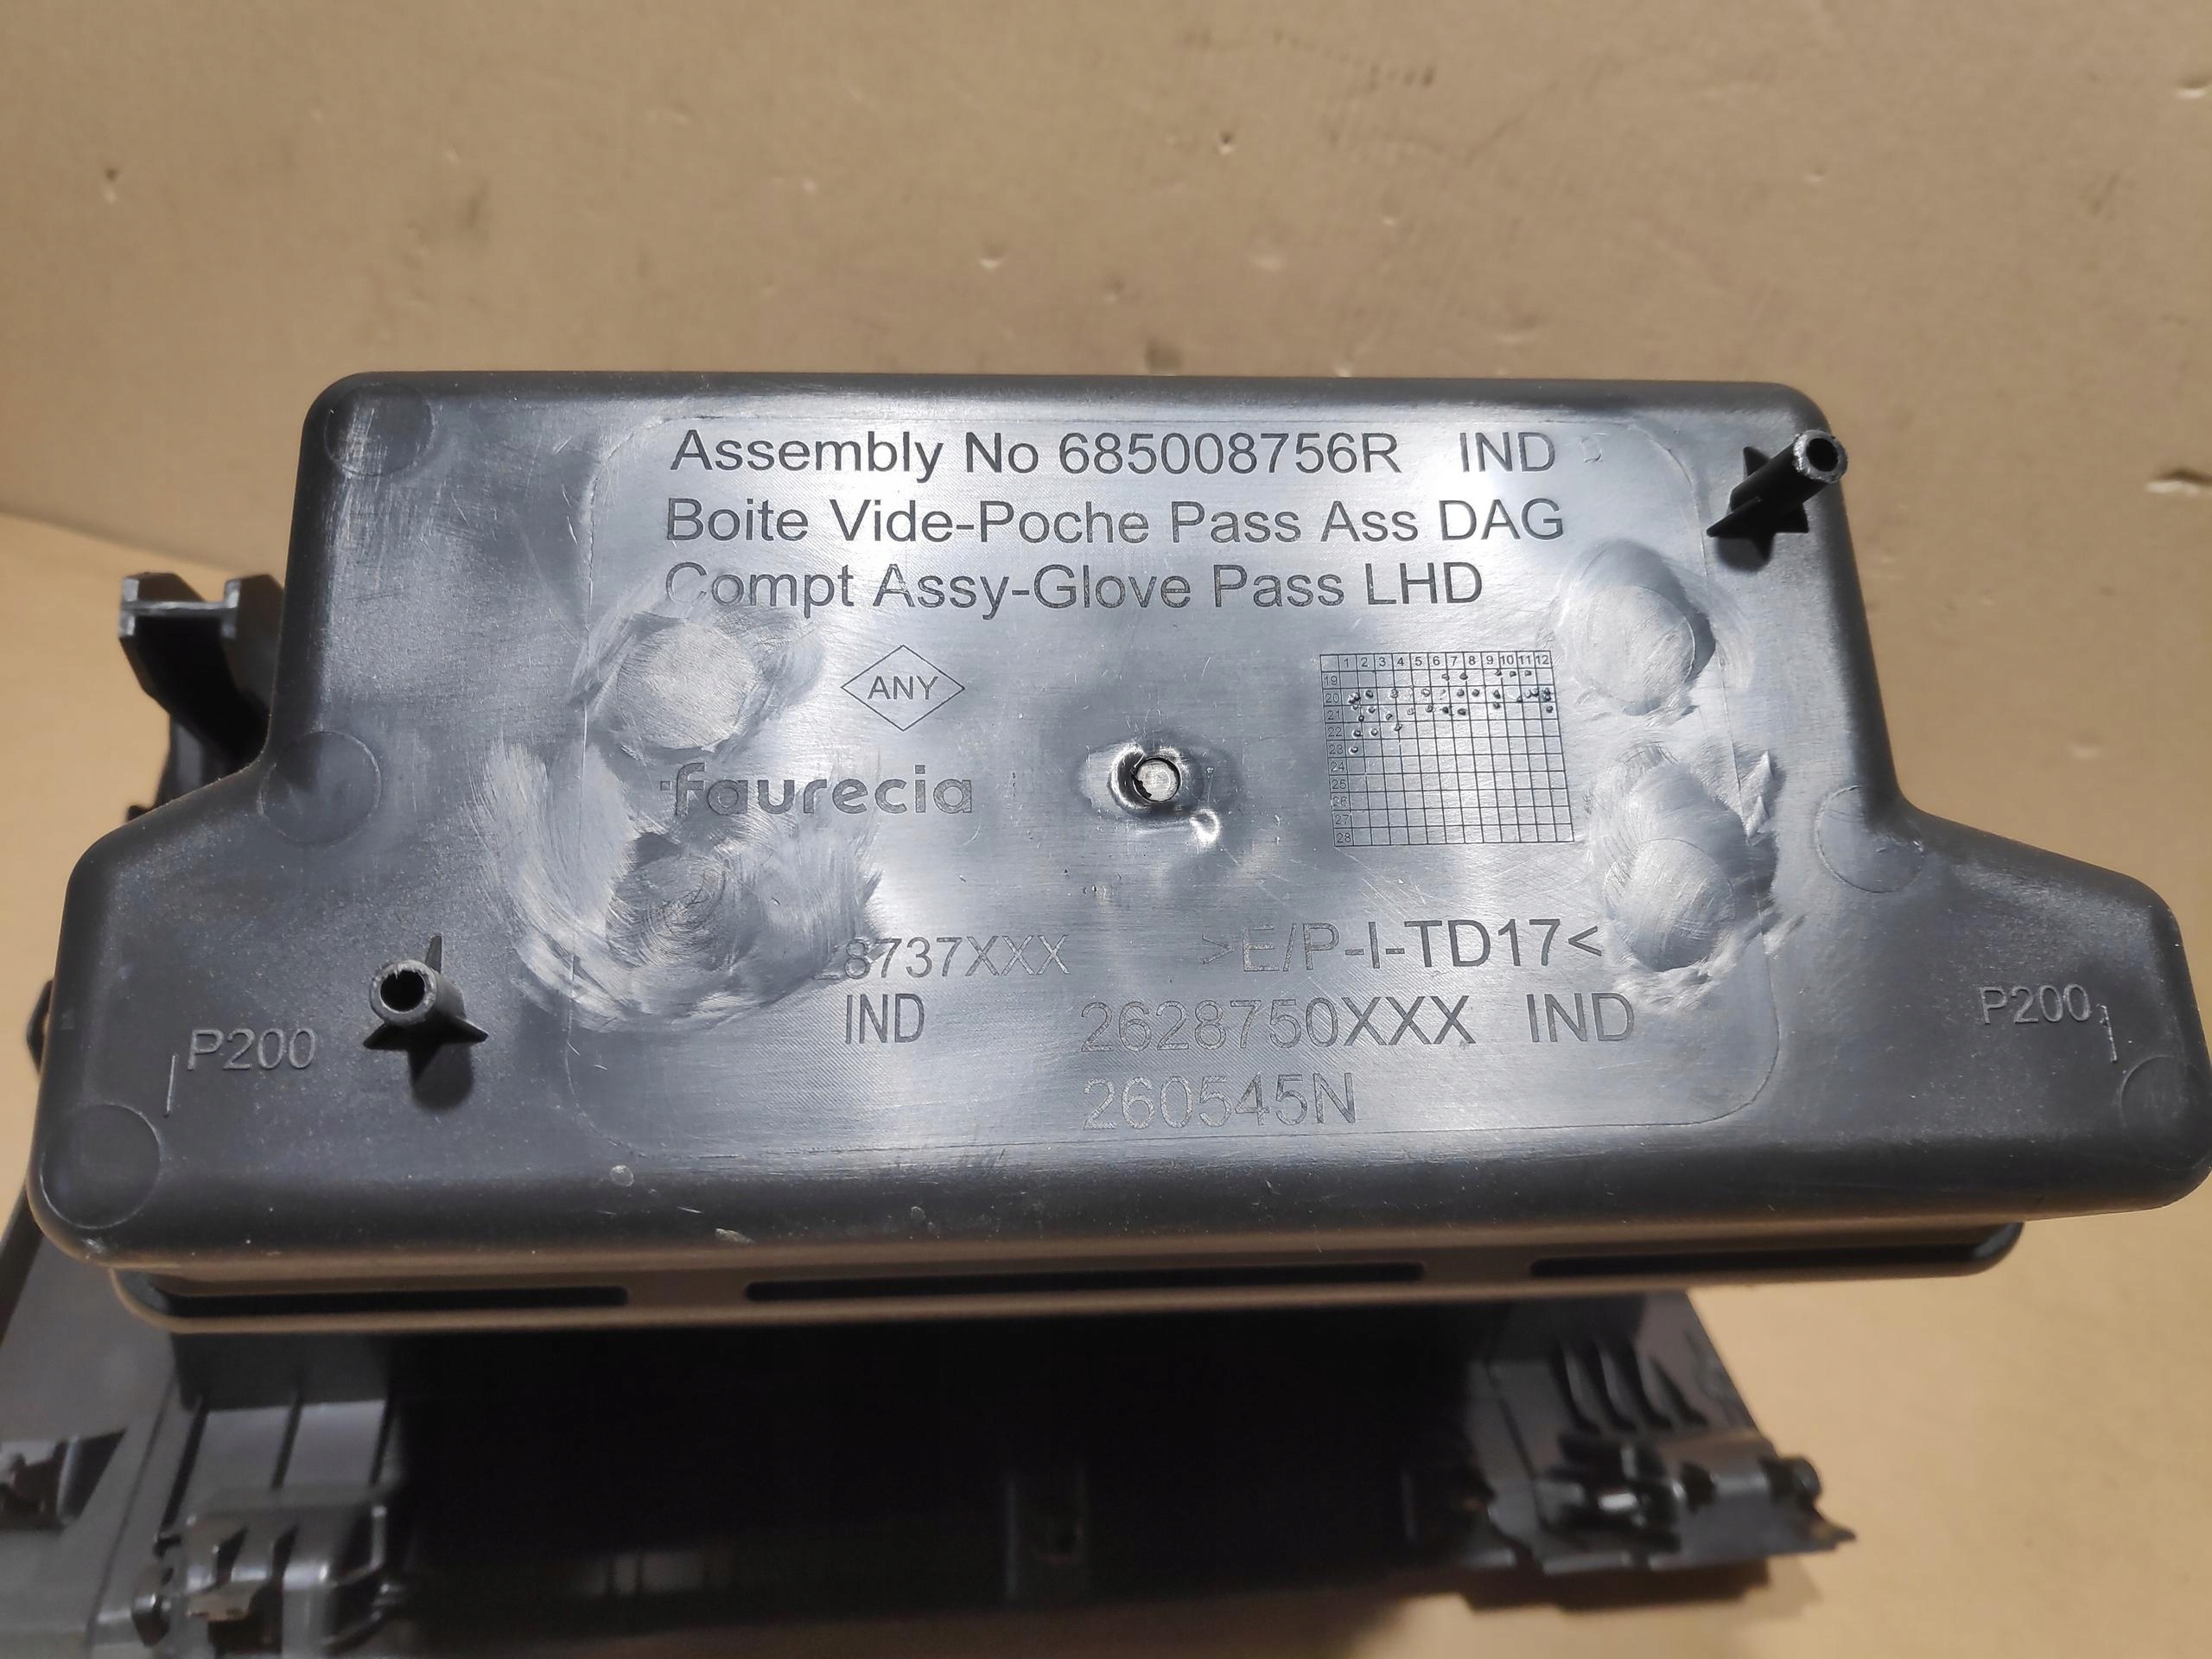 Assembly No 685008756R IND
Boite Vide-Poche Pass Ass DAG
Compt Assy-Glove Pass LHD
ANY
1 2 3 4 5 6 7 8 9 10 11 12
19
20
21
22
23
24
25
26
27
28
faurecia
8737XXX
IND
>E/P-I-TD17<
2628750XXX IND
260545N
P200
P200